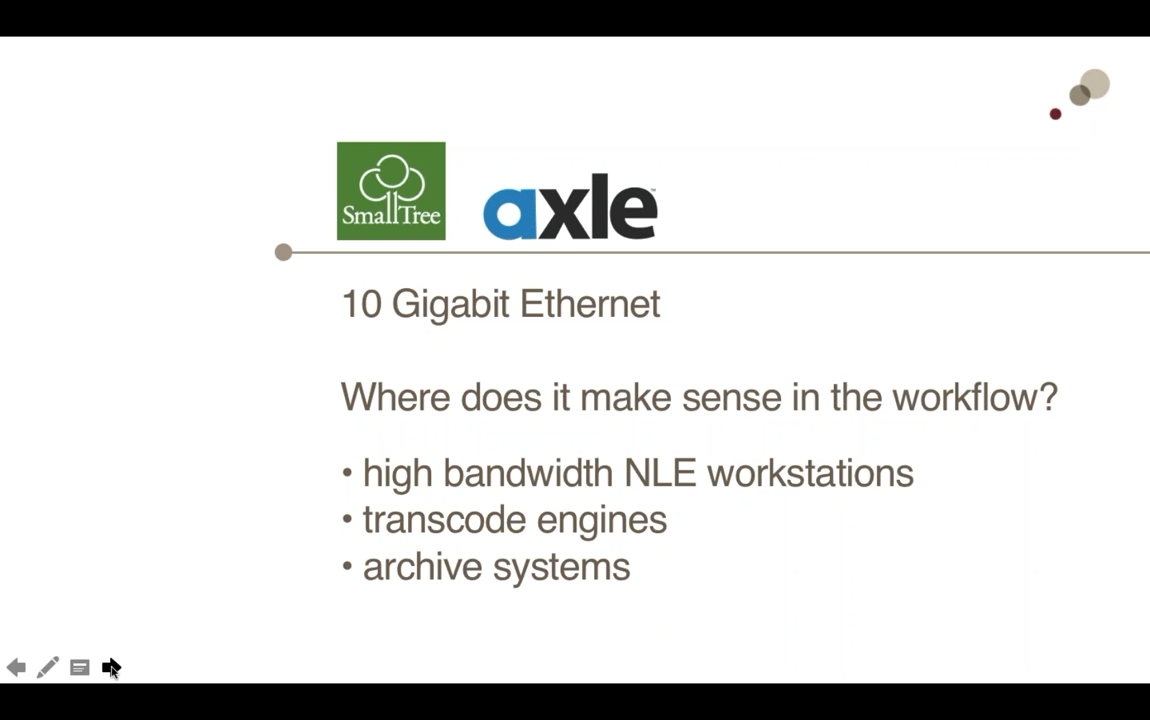 SmallTree
axle™
10 Gigabit Ethernet
Where does it make sense in the workflow?
• high bandwidth NLE workstations
• transcode engines
• archive systems